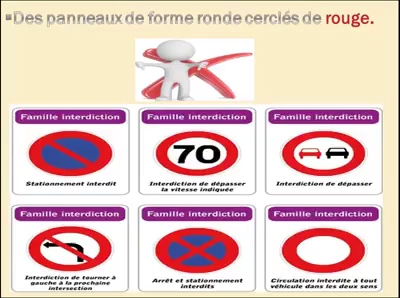 ▪Des panneaux de forme ronde cerclés de rouge.
Famille interdiction
Stationnement interdit
Famille interdiction
70
Interdiction de dépasser
la vitesse indiquée
Famille interdiction
Interdiction de dépasser
Famille interdiction
Interdiction de tourner à
gauche à la prochaine
intersection
Famille interdiction
Arrêt et stationnement
interdits
Famille interdiction
Circulation interdite à tout
véhicule dans les deux sens